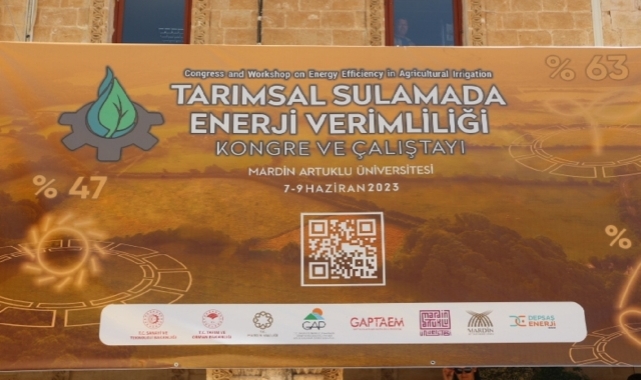 Congress and Workshop on Energy Efficiency in Agricultural Irrigation
% 63
TARIMSAL SULAMADA
ENERJİ VERİMLİLİĞİ
KONGRE VE ÇALIŞTAYI
MARDİN ARTUKLU ÜNİVERSİTESİ
7-9 HAZİRAN 2023
% 47
%
GAP
GAPTAEM
MARDİN
DEPSAŞ
ENERJİ